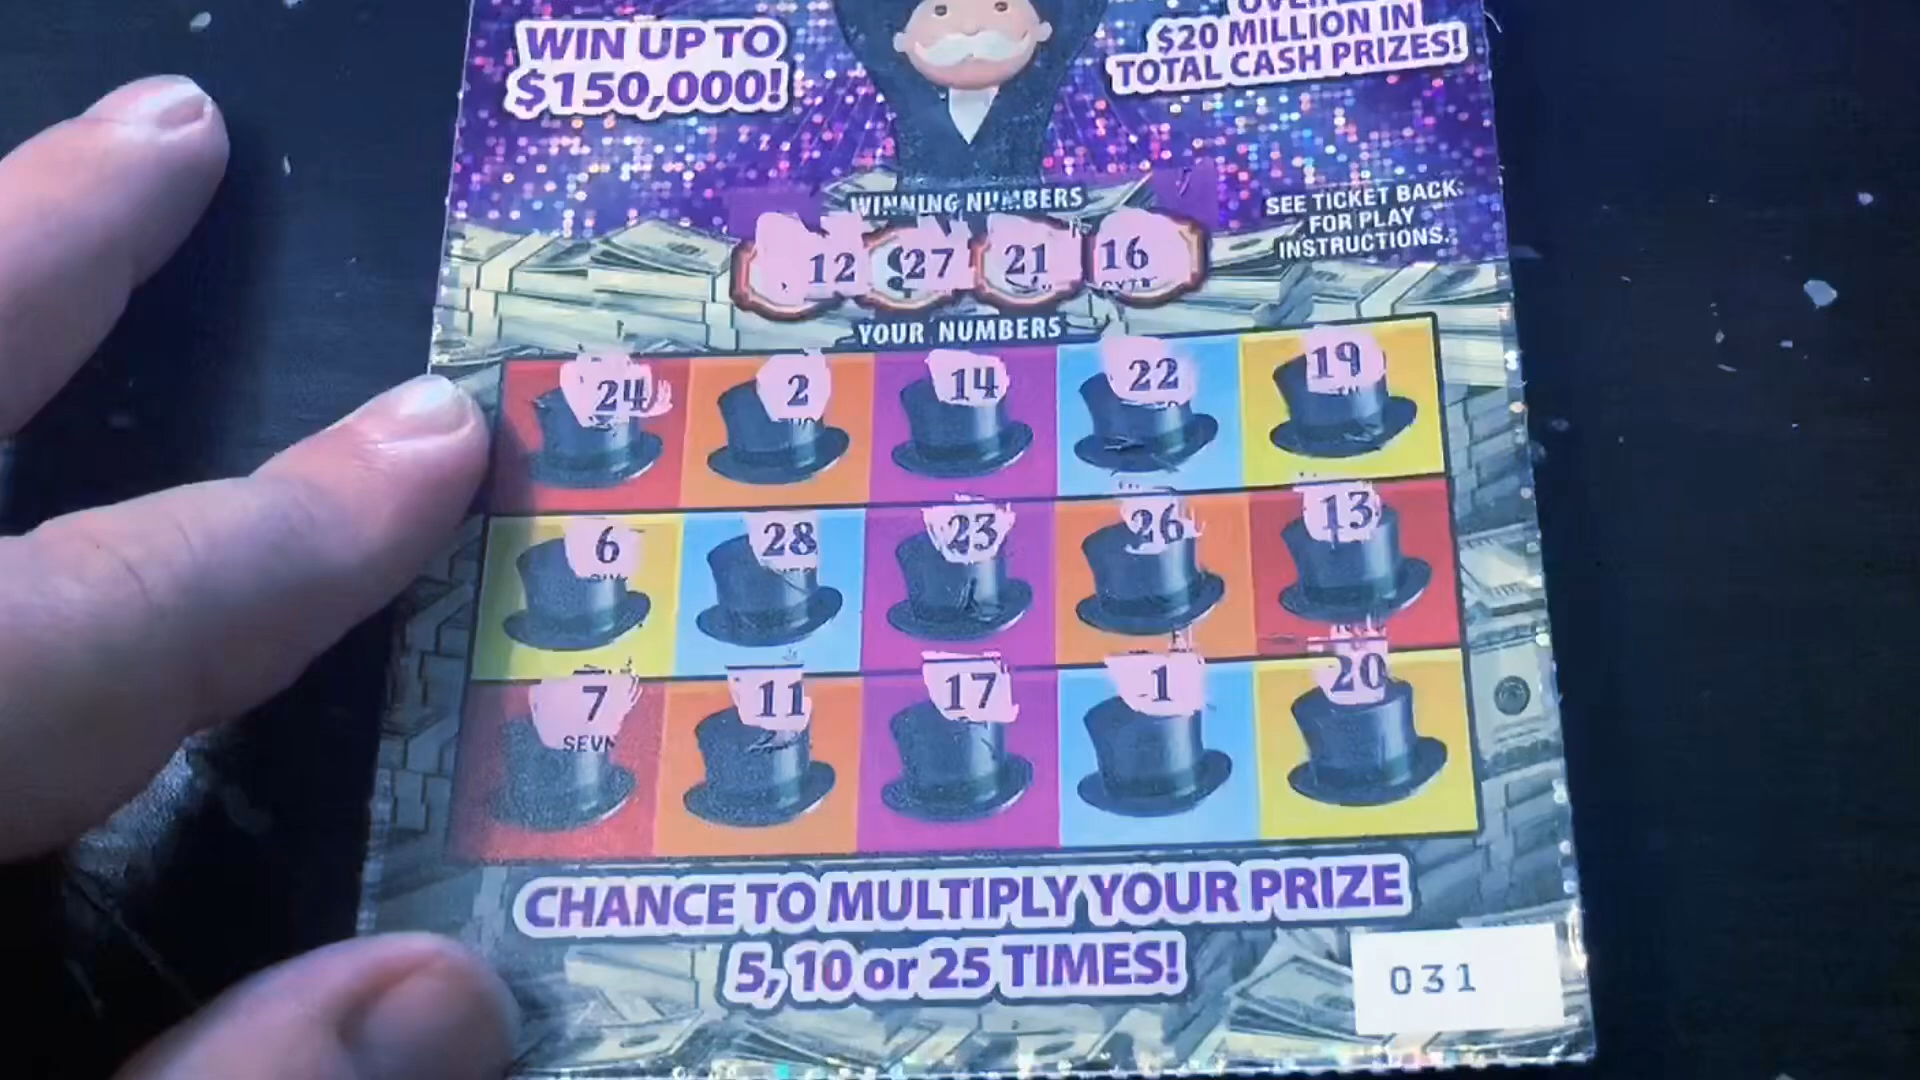 WIN UP TO
$150,000!
$20 MILLION IN
TOTAL CASH PRIZES!
WINNING NUMBERS
SEE TICKET BACK
FOR PLAY
INSTRUCTIONS.
12 27 21 16
YOUR NUMBERS
24 2 14 22 19
6 28 23 26 13
7 11 17 1 20
SEVN
CHANCE TO MULTIPLY YOUR PRIZE
5, 10 or 25 TIMES!
031